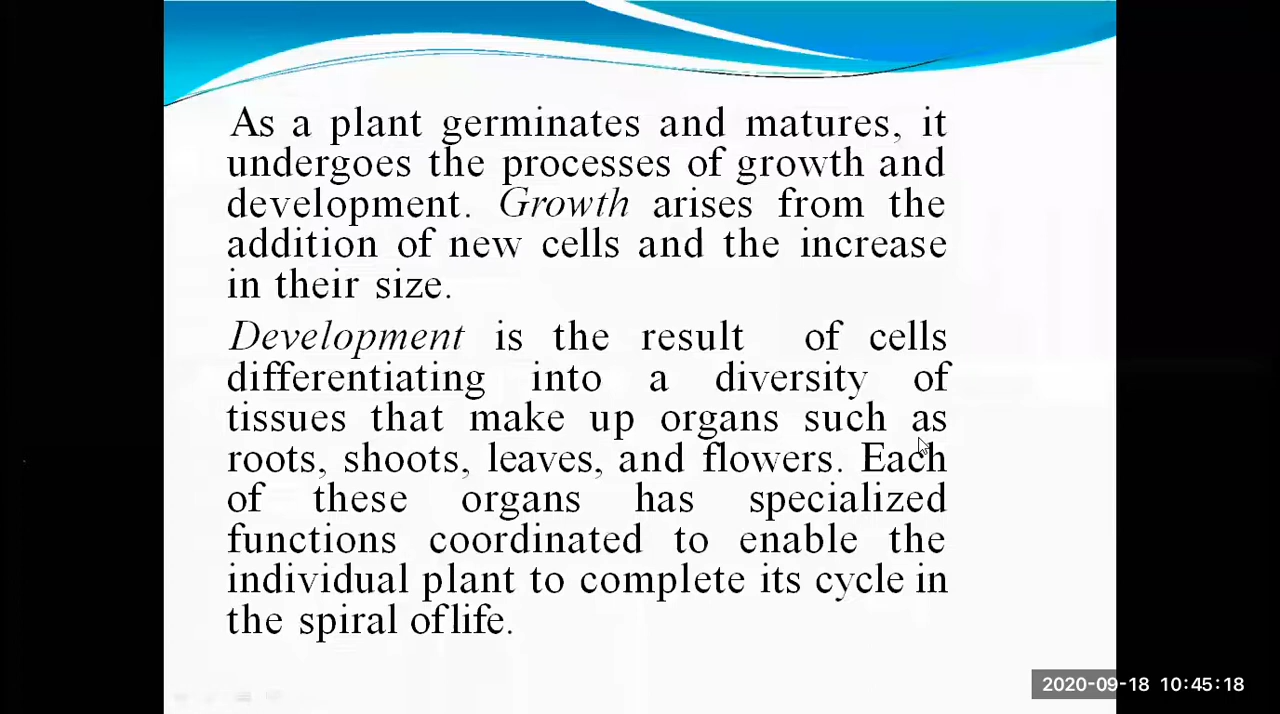 As a plant germinates and matures, it
undergoes the processes of growth and
development. Growth arises from the
addition of new cells and the increase
in their size.
Development is the result of cells
differentiating into a diversity of
tissues that make up organs such as
roots, shoots, leaves, and flowers. Each
of these organs has specialized
functions coordinated to enable the
individual plant to complete its cycle in
the spiral of life.
2020-09-18 10:45:18